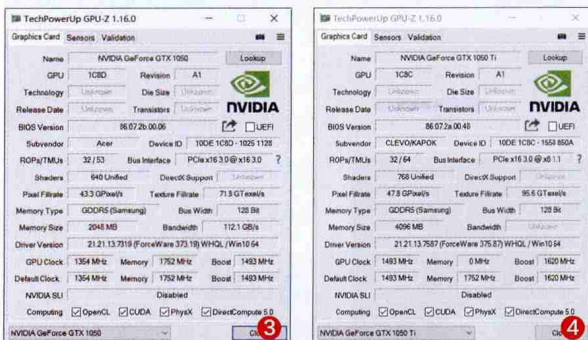 TechPowerUp GPU-Z 1.16.0
Graphics Card Sensors Validation
Name NVIDIA GeForce GTX 1050 Lookup
GPU 1C8D Revision A1
Technology Unknown Die Size Unknown
Release Date Unknown Transistors Unknown
NVIDIA
BIOS Version 86.07.2b.00.06 UEFI
Subvendor Acer Device ID 10DE 1C8D - 1025 1128
ROPs/TMUs 32 / 53 Bus Interface PCIe x16 3.0 @ x16 3.0 ?
Shaders 640 Unified DirectX Support Unknown
Pixel Fillrate 43.3 GPixel/s Texture Fillrate 71.8 GTexel/s
Memory Type GDDR5 (Samsung) Bus Width 128 Bit
Memory Size 2048 MB Bandwidth 112.1 GB/s
Driver Version 21.21.13.7319 (ForceWare 373.19) WHQL / Win10 64
GPU Clock 1354 MHz Memory 1752 MHz Boost 1493 MHz
Default Clock 1354 MHz Memory 1752 MHz Boost 1493 MHz
NVIDIA SLI Disabled
Computing OpenCL CUDA PhysX DirectCompute 5.0
NVIDIA GeForce GTX 1050
3
TechPowerUp GPU-Z 1.16.0
Graphics Card Sensors Validation
Name NVIDIA GeForce GTX 1050 Ti Lookup
GPU 1C8C Revision A1
Technology Unknown Die Size Unknown
Release Date Unknown Transistors Unknown
NVIDIA
BIOS Version 86.07.2a.00.48 UEFI
Subvendor CLEVO/KAPOK Device ID 10DE 1C8C - 1558 850A
ROPs/TMUs 32 / 64 Bus Interface PCIe x16 3.0 @ x8 1.1 ?
Shaders 768 Unified DirectX Support Unknown
Pixel Fillrate 47.8 GPixel/s Texture Fillrate 95.6 GTexel/s
Memory Type GDDR5 (Samsung) Bus Width 128 Bit
Memory Size 4096 MB Bandwidth Unknown
Driver Version 21.21.13.7587 (ForceWare 375.87) WHQL / Win10 64
GPU Clock 1493 MHz Memory 0 MHz Boost 1620 MHz
Default Clock 1493 MHz Memory 1752 MHz Boost 1620 MHz
NVIDIA SLI Disabled
Computing OpenCL CUDA PhysX DirectCompute 5.0
NVIDIA GeForce GTX 1050 Ti
4